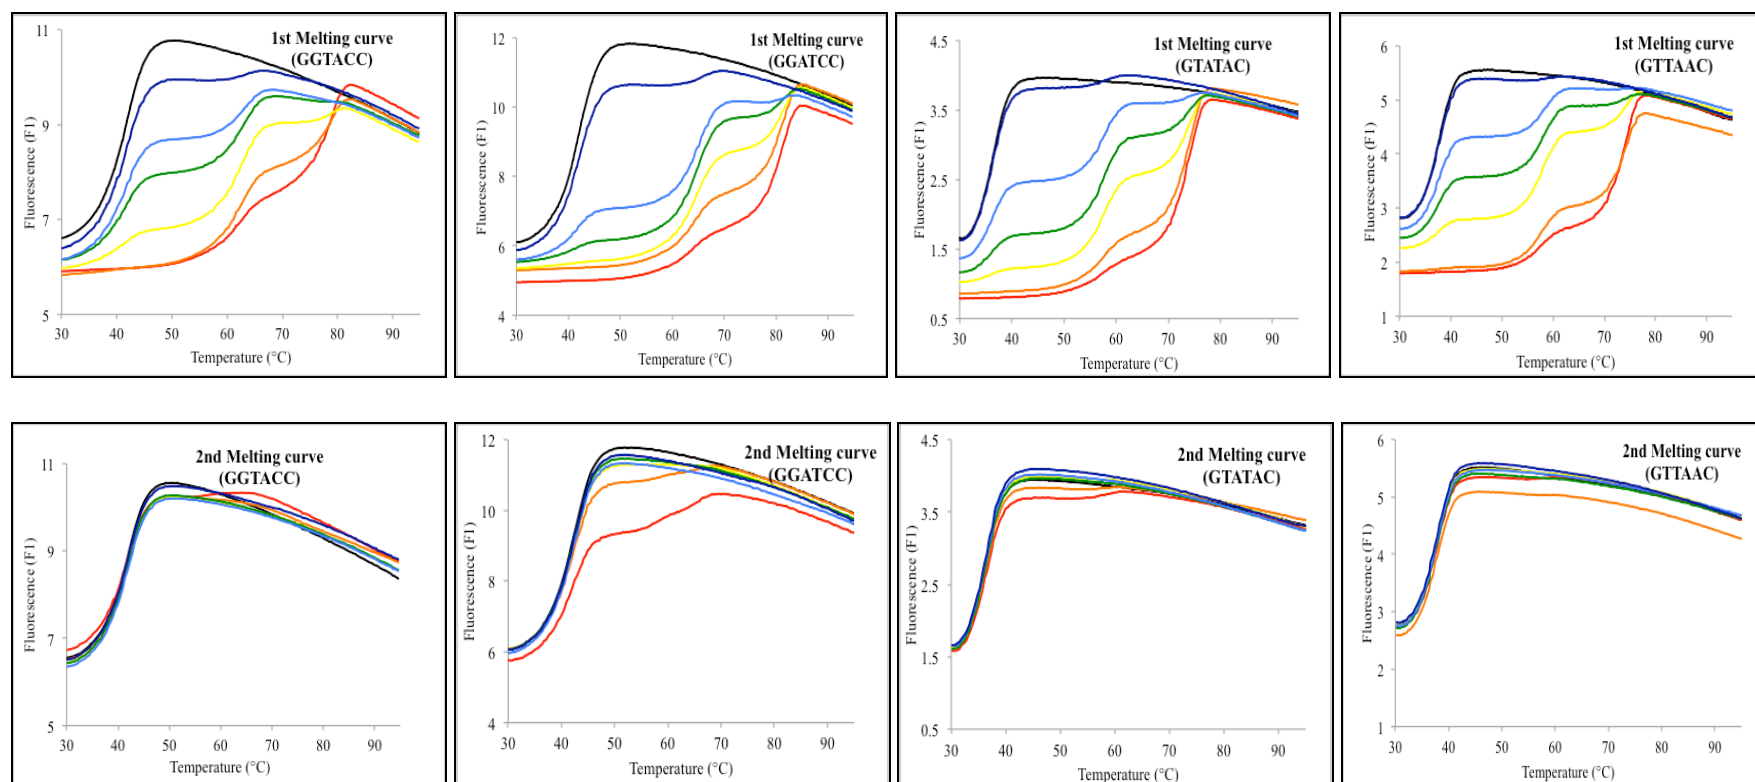 1st Melting curve
(GGTACC)
11
9
7
5
Fluorescence (F1)
30 40 50 60 70 80 90
Temperature (°C)
1st Melting curve
(GGATCC)
12
10
8
6
4
Fluorescence (F1)
30 40 50 60 70 80 90
Temperature (°C)
1st Melting curve
(GTATAC)
4.5
3.5
2.5
1.5
0.5
Fluorescence (F1)
30 40 50 60 70 80 90
Temperature (°C)
1st Melting curve
(GTTAAC)
6
5
4
3
2
1
Fluorescence (F1)
30 40 50 60 70 80 90
Temperature (°C)
2nd Melting curve
(GGTACC)
11
9
7
5
Fluorescence (F1)
30 40 50 60 70 80 90
Temperature (°C)
2nd Melting curve
(GGATCC)
12
10
8
6
4
Fluorescence (F1)
30 40 50 60 70 80 90
Temperature (°C)
2nd Melting curve
(GTATAC)
4.5
3.5
2.5
1.5
0.5
Fluorescence (F1)
30 40 50 60 70 80 90
Temperature (°C)
2nd Melting curve
(GTTAAC)
6
5
4
3
2
1
Fluorescence (F1)
30 40 50 60 70 80 90
Temperature (°C)